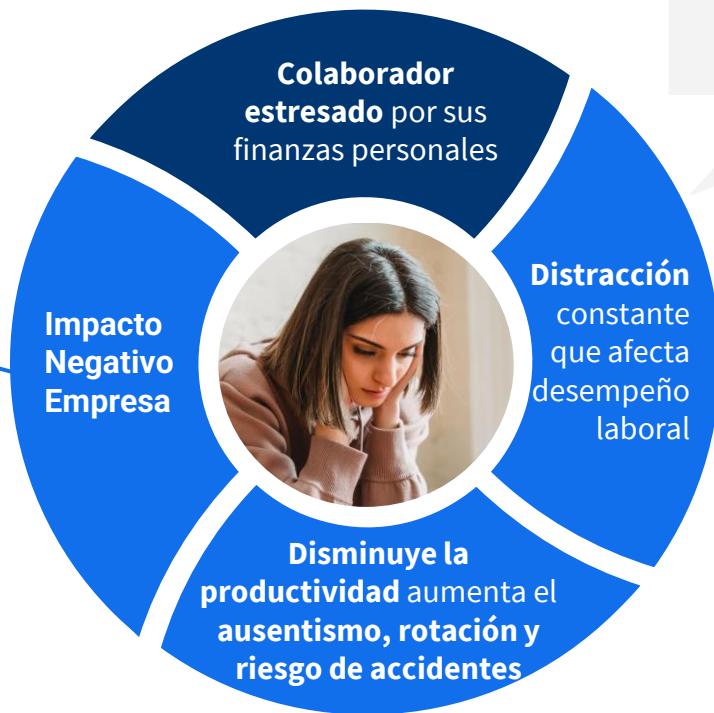 Colaborador
estresado por sus
finanzas personales
Distracción
constante
que afecta
desempeño
laboral
Disminuye la
productividad aumenta el
ausentismo, rotación y
riesgo de accidentes
Impacto
Negativo
Empresa